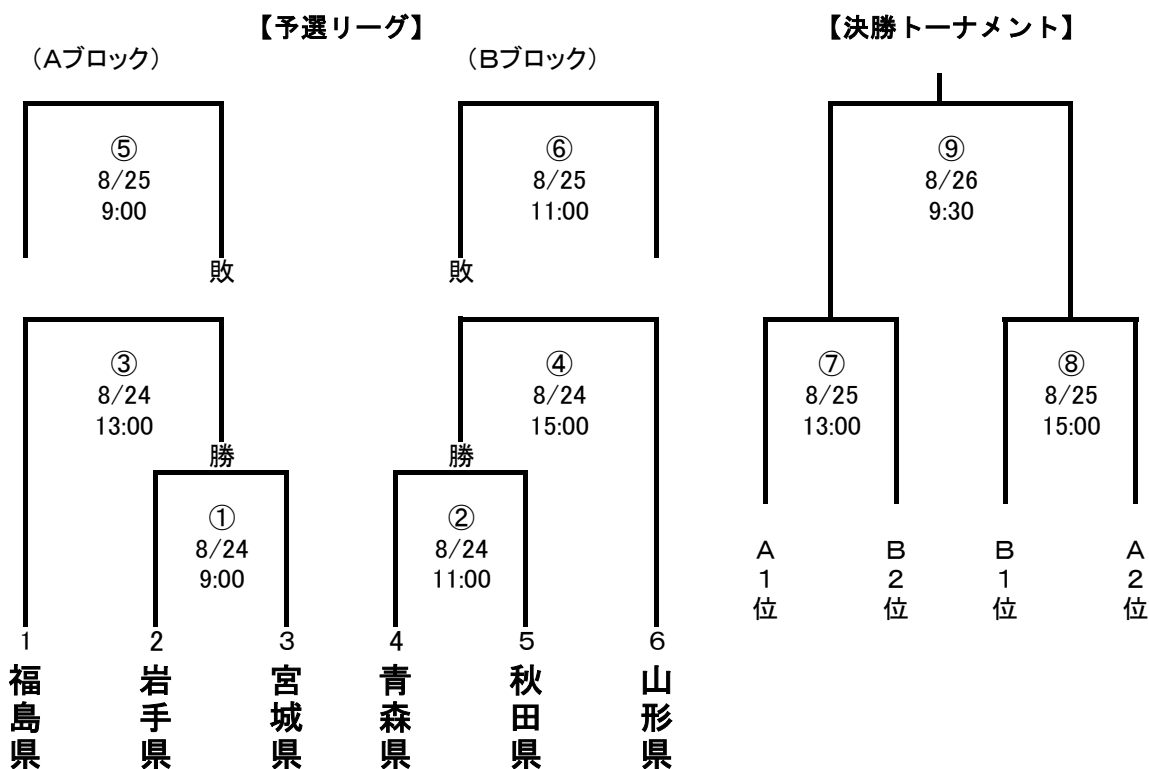 【予選リーグ】
（Aブロック）
（Bブロック）
⑤
8/25
9:00
敗
⑥
8/25
11:00
敗
③
8/24
13:00
勝
④
8/24
15:00
勝
①
8/24
9:00
②
8/24
11:00
1
福島県
2
岩手県
3
宮城県
4
青森県
5
秋田県
6
山形県
【決勝トーナメント】
⑨
8/26
9:30
⑦
8/25
13:00
⑧
8/25
15:00
A1位
B2位
B1位
A2位